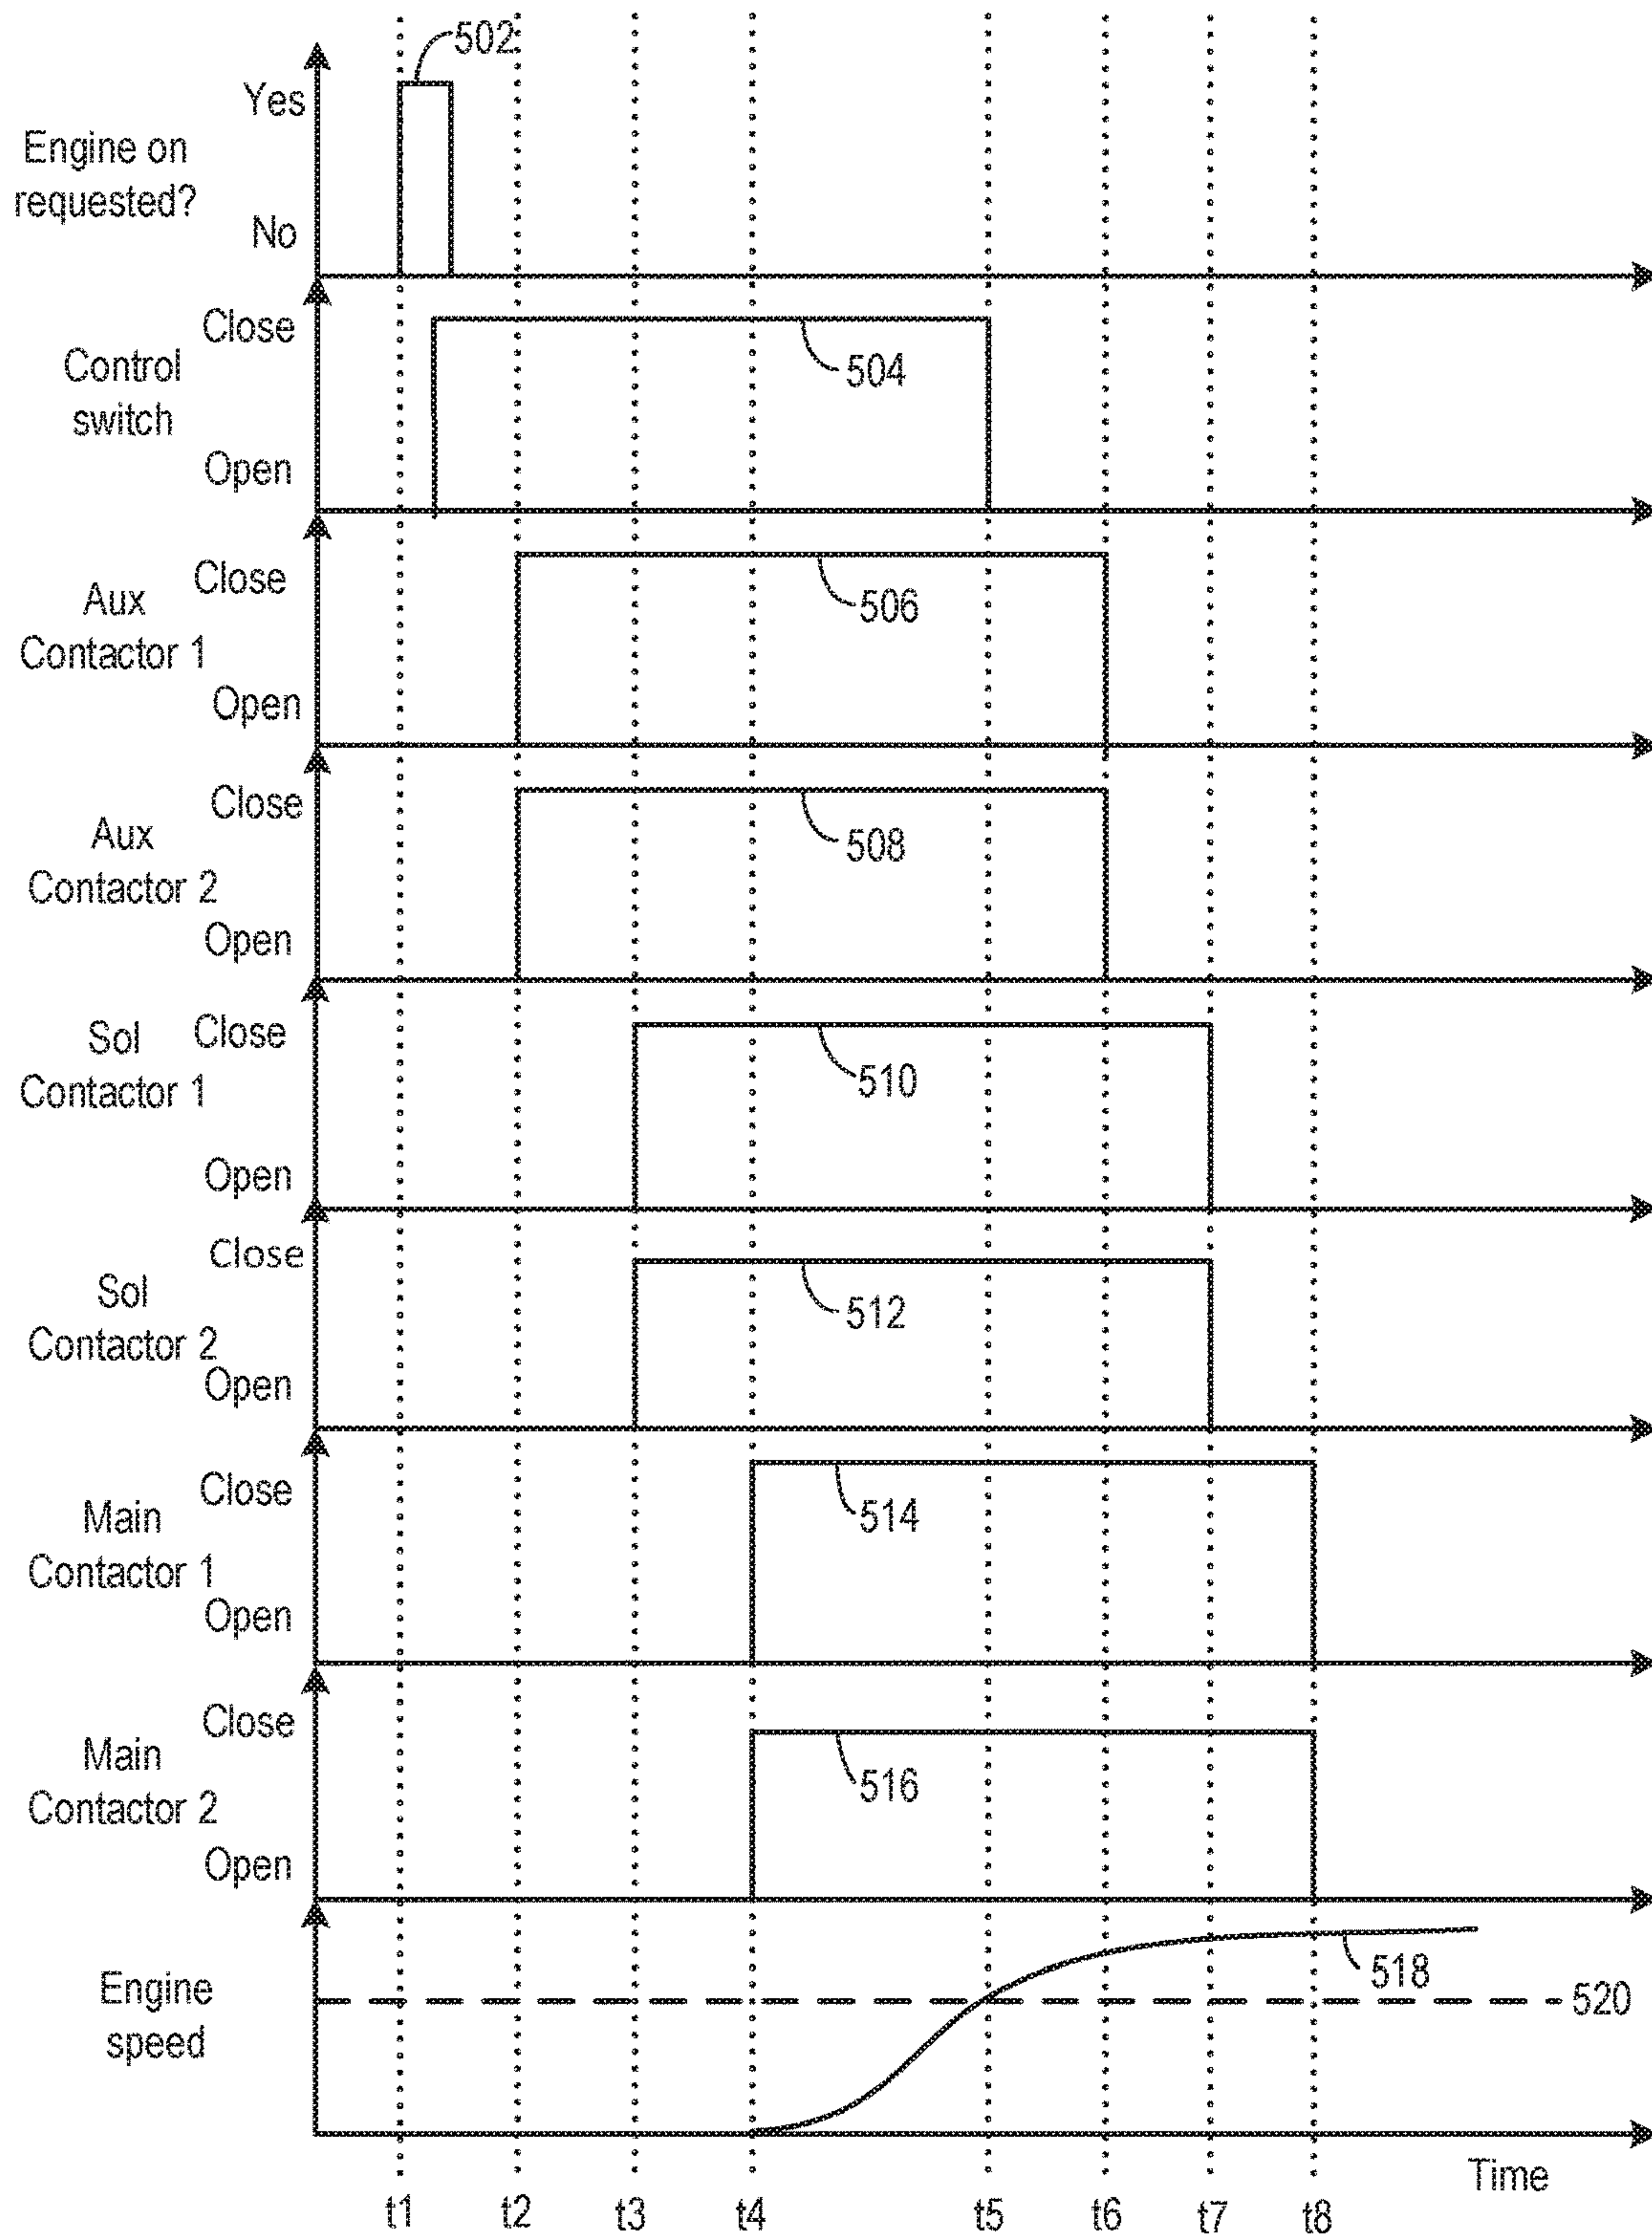 502
Yes
Engine on
requested?
No
Close
Control
switch
504
Open
Close
Aux
Contactor 1
506
Open
Close
Aux
Contactor 2
508
Open
Close
Sol
Contactor 1
510
Open
Close
Sol
Contactor 2
512
Open
Close
Main
Contactor 1
514
Open
Close
Main
Contactor 2
516
Open
Engine
speed
518
520
Time
t1 t2 t3 t4 t5 t6 t7 t8